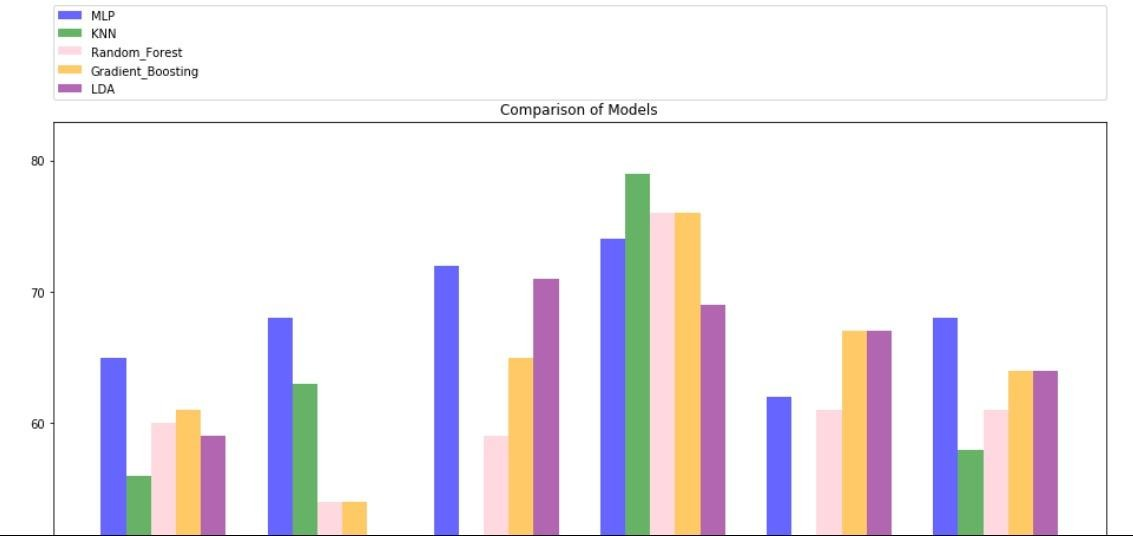 MLP
KNN
Random_Forest
Gradient_Boosting
LDA
Comparison of Models
80
70
60